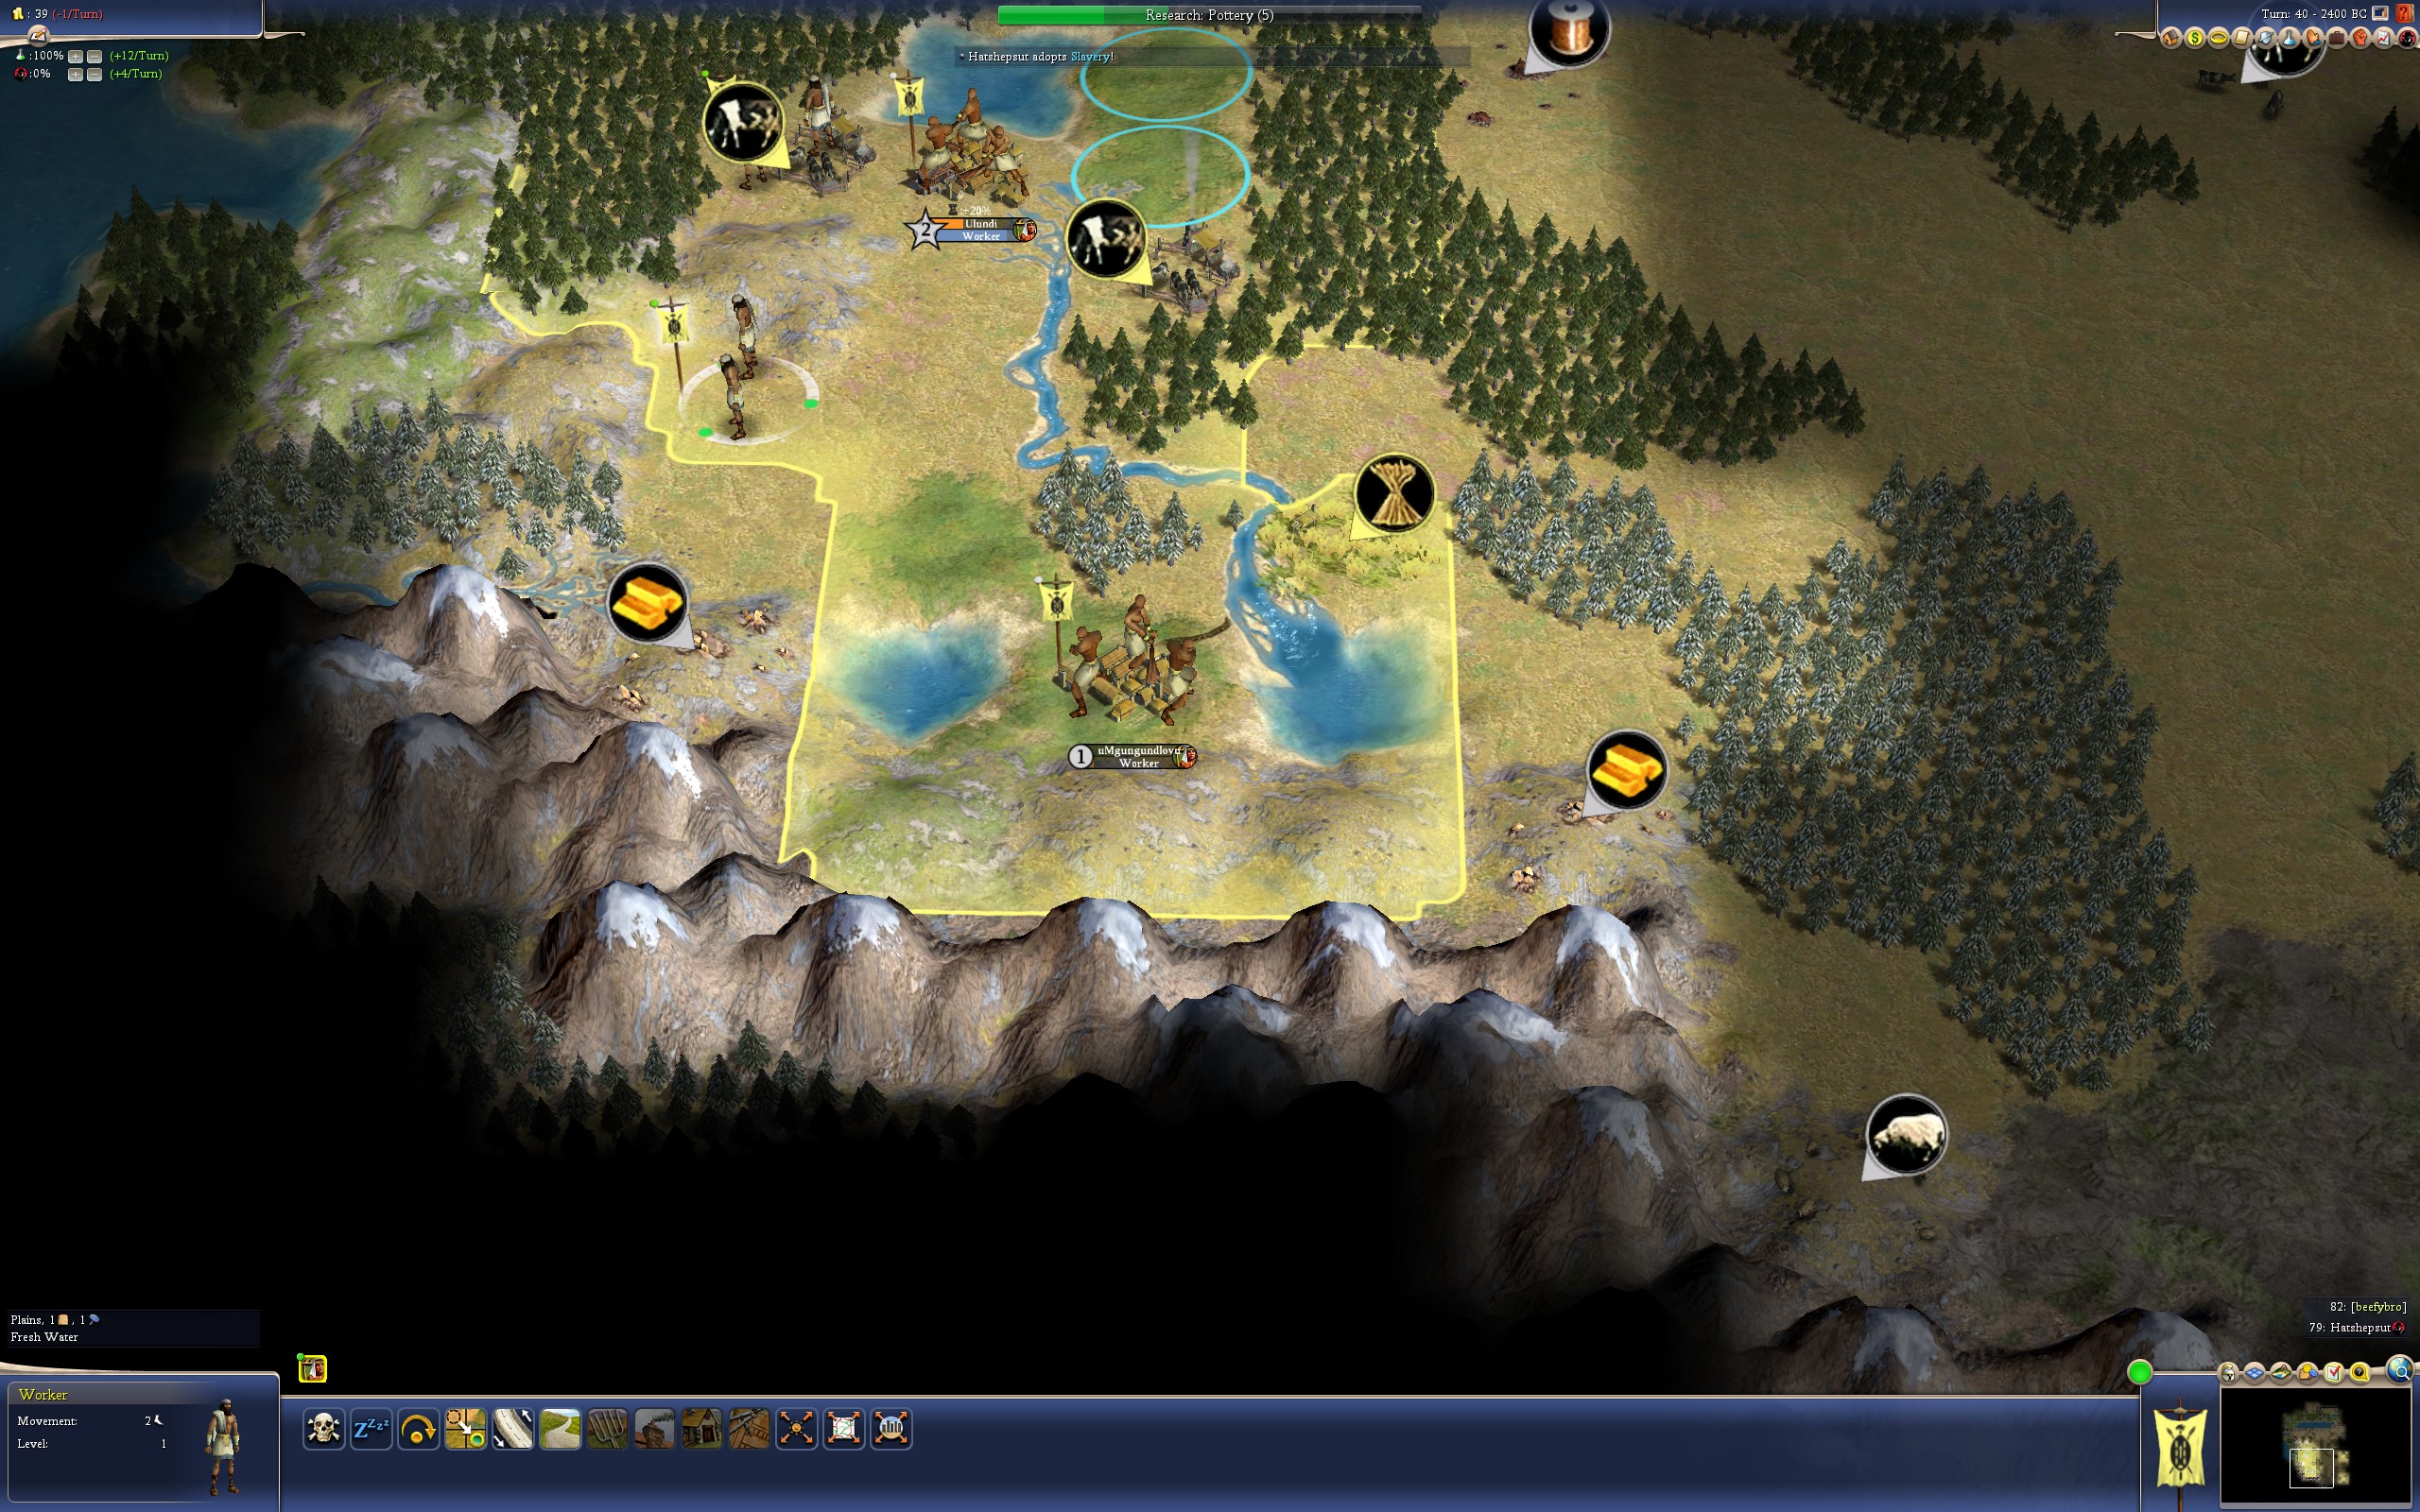 : 39 (-1/Turn)
Research: Pottery (5)
Turn: 40 - 2400 BC
:100% (+12/Turn)
:0% (+4/Turn)
* Hatshepsut adopts Slavery!
:+20%
2 Ulundi
Worker
1 uMgungundlovu
Worker
Plains, 1 , 1
Fresh Water
82: [beefybro]
79: Hatshepsut
Worker
Movement: 2
Level: 1
ZZZZZ